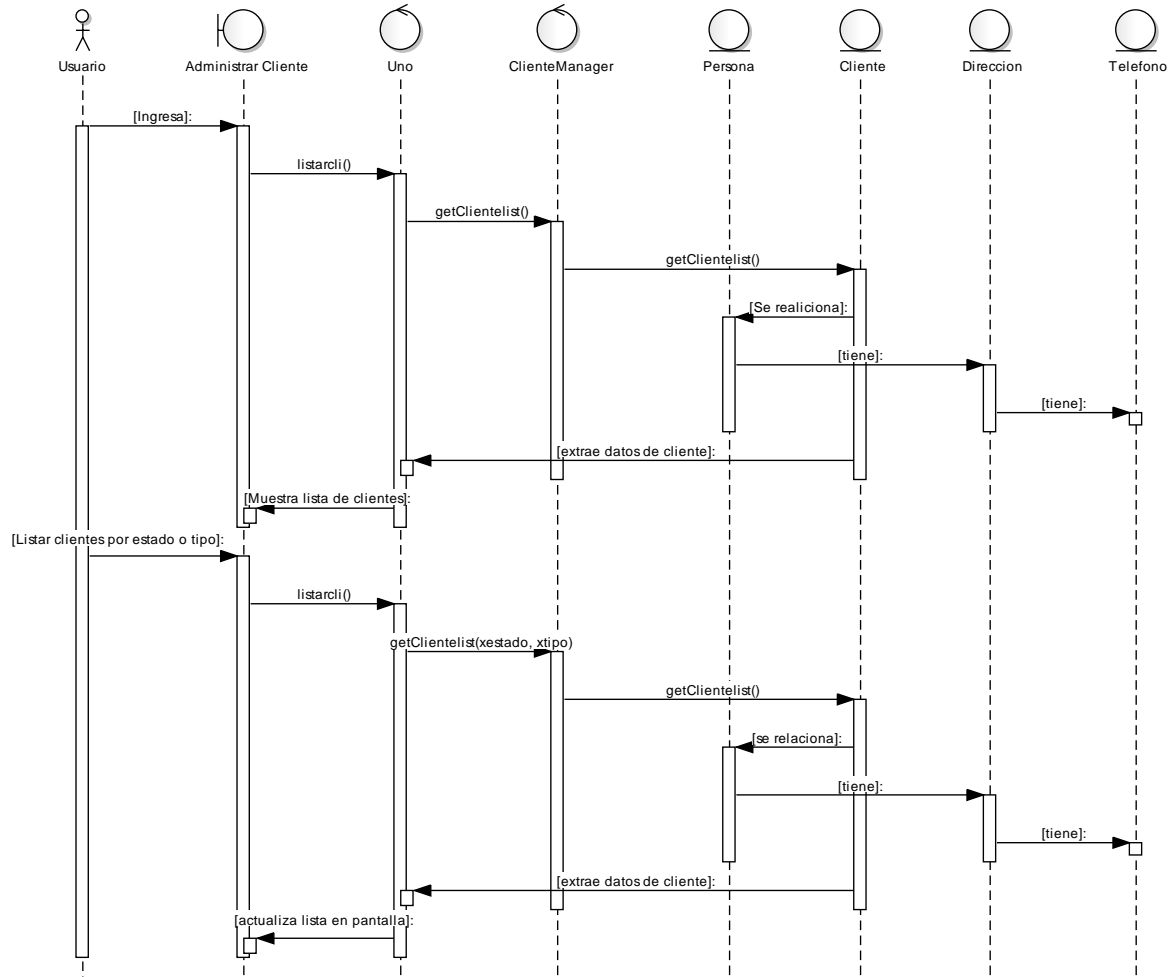 Usuario
Administrar Cliente
Uno
ClienteManager
Persona
Cliente
Direccion
Telefono
[Ingresa]:
listarcli()
getClientelist()
getClientelist()
[Se realiciona]:
[tiene]:
[tiene]:
[extrae datos de cliente]:
[Muestra lista de clientes]:
[Listar clientes por estado o tipo]:
listarcli()
getClientelist(xestado, xtipo)
getClientelist()
[se relaciona]:
[tiene]:
[tiene]:
[extrae datos de cliente]:
[actualiza lista en pantalla]: